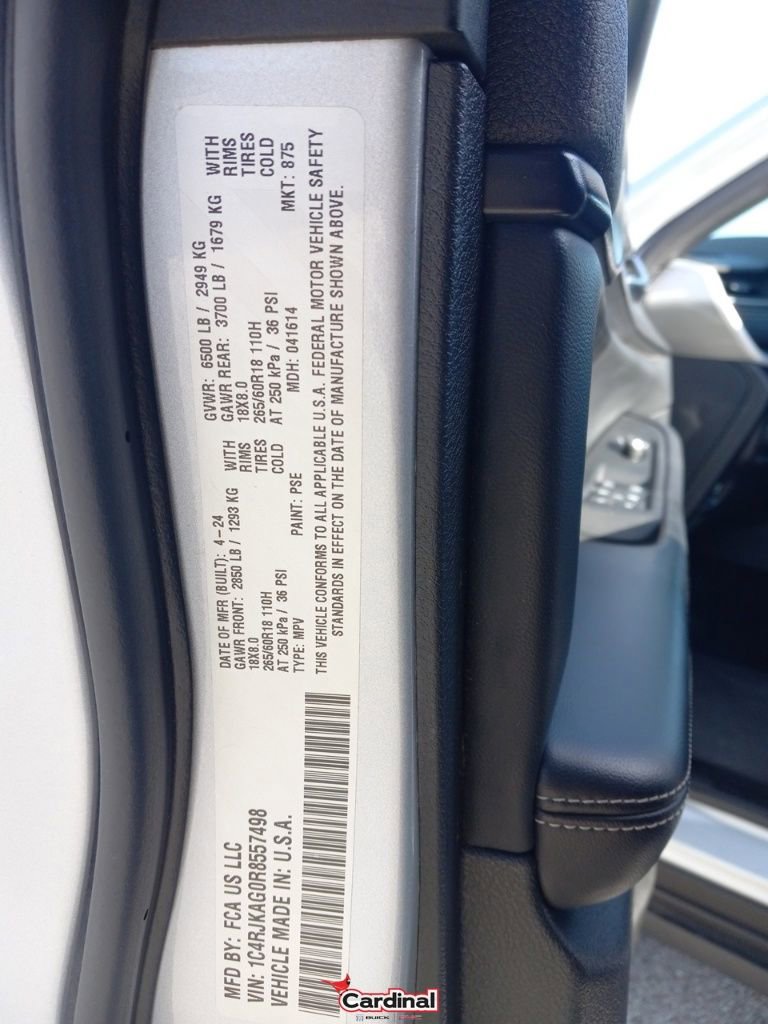 MFD BY: FCA US LLC
VIN: 1C4RJKAG0R8557498
VEHICLE MADE IN: U.S.A.
DATE OF MFR (BUILT): 4-24
GAWR FRONT: 2850 LB / 1293 KG WITH
18X8.0 RIMS
265/60R18 110H TIRES
AT 250 kPa / 36 PSI COLD
TYPE: MPV PAINT: PSE
GVWR: 6500 LB / 2949 KG
GAWR REAR: 3700 LB / 1679 KG WITH
18X8.0 RIMS
265/60R18 110H TIRES
AT 250 kPa / 36 PSI COLD
MDH: 041614 MKT: 875
THIS VEHICLE CONFORMS TO ALL APPLICABLE U.S.A. FEDERAL MOTOR VEHICLE SAFETY
STANDARDS IN EFFECT ON THE DATE OF MANUFACTURE SHOWN ABOVE.
Cardinal
BUICK GMC